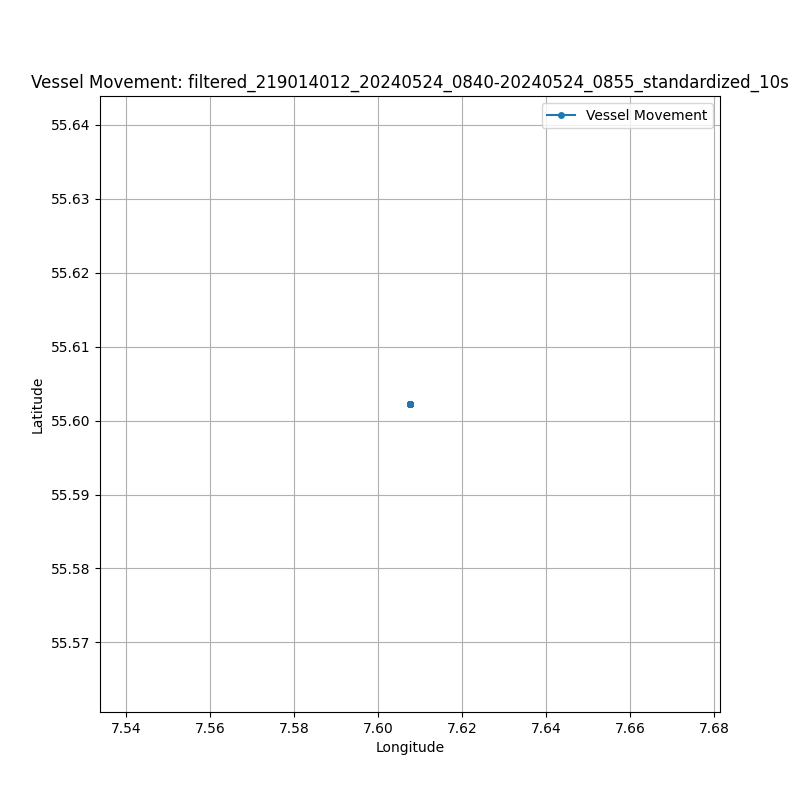 Vessel Movement: filtered_219014012_20240524_0840-20240524_0855_standardized_10s
Vessel Movement
55.64
55.63
55.62
55.61
55.60
55.59
55.58
55.57
Latitude
7.54 7.56 7.58 7.60 7.62 7.64 7.66 7.68
Longitude